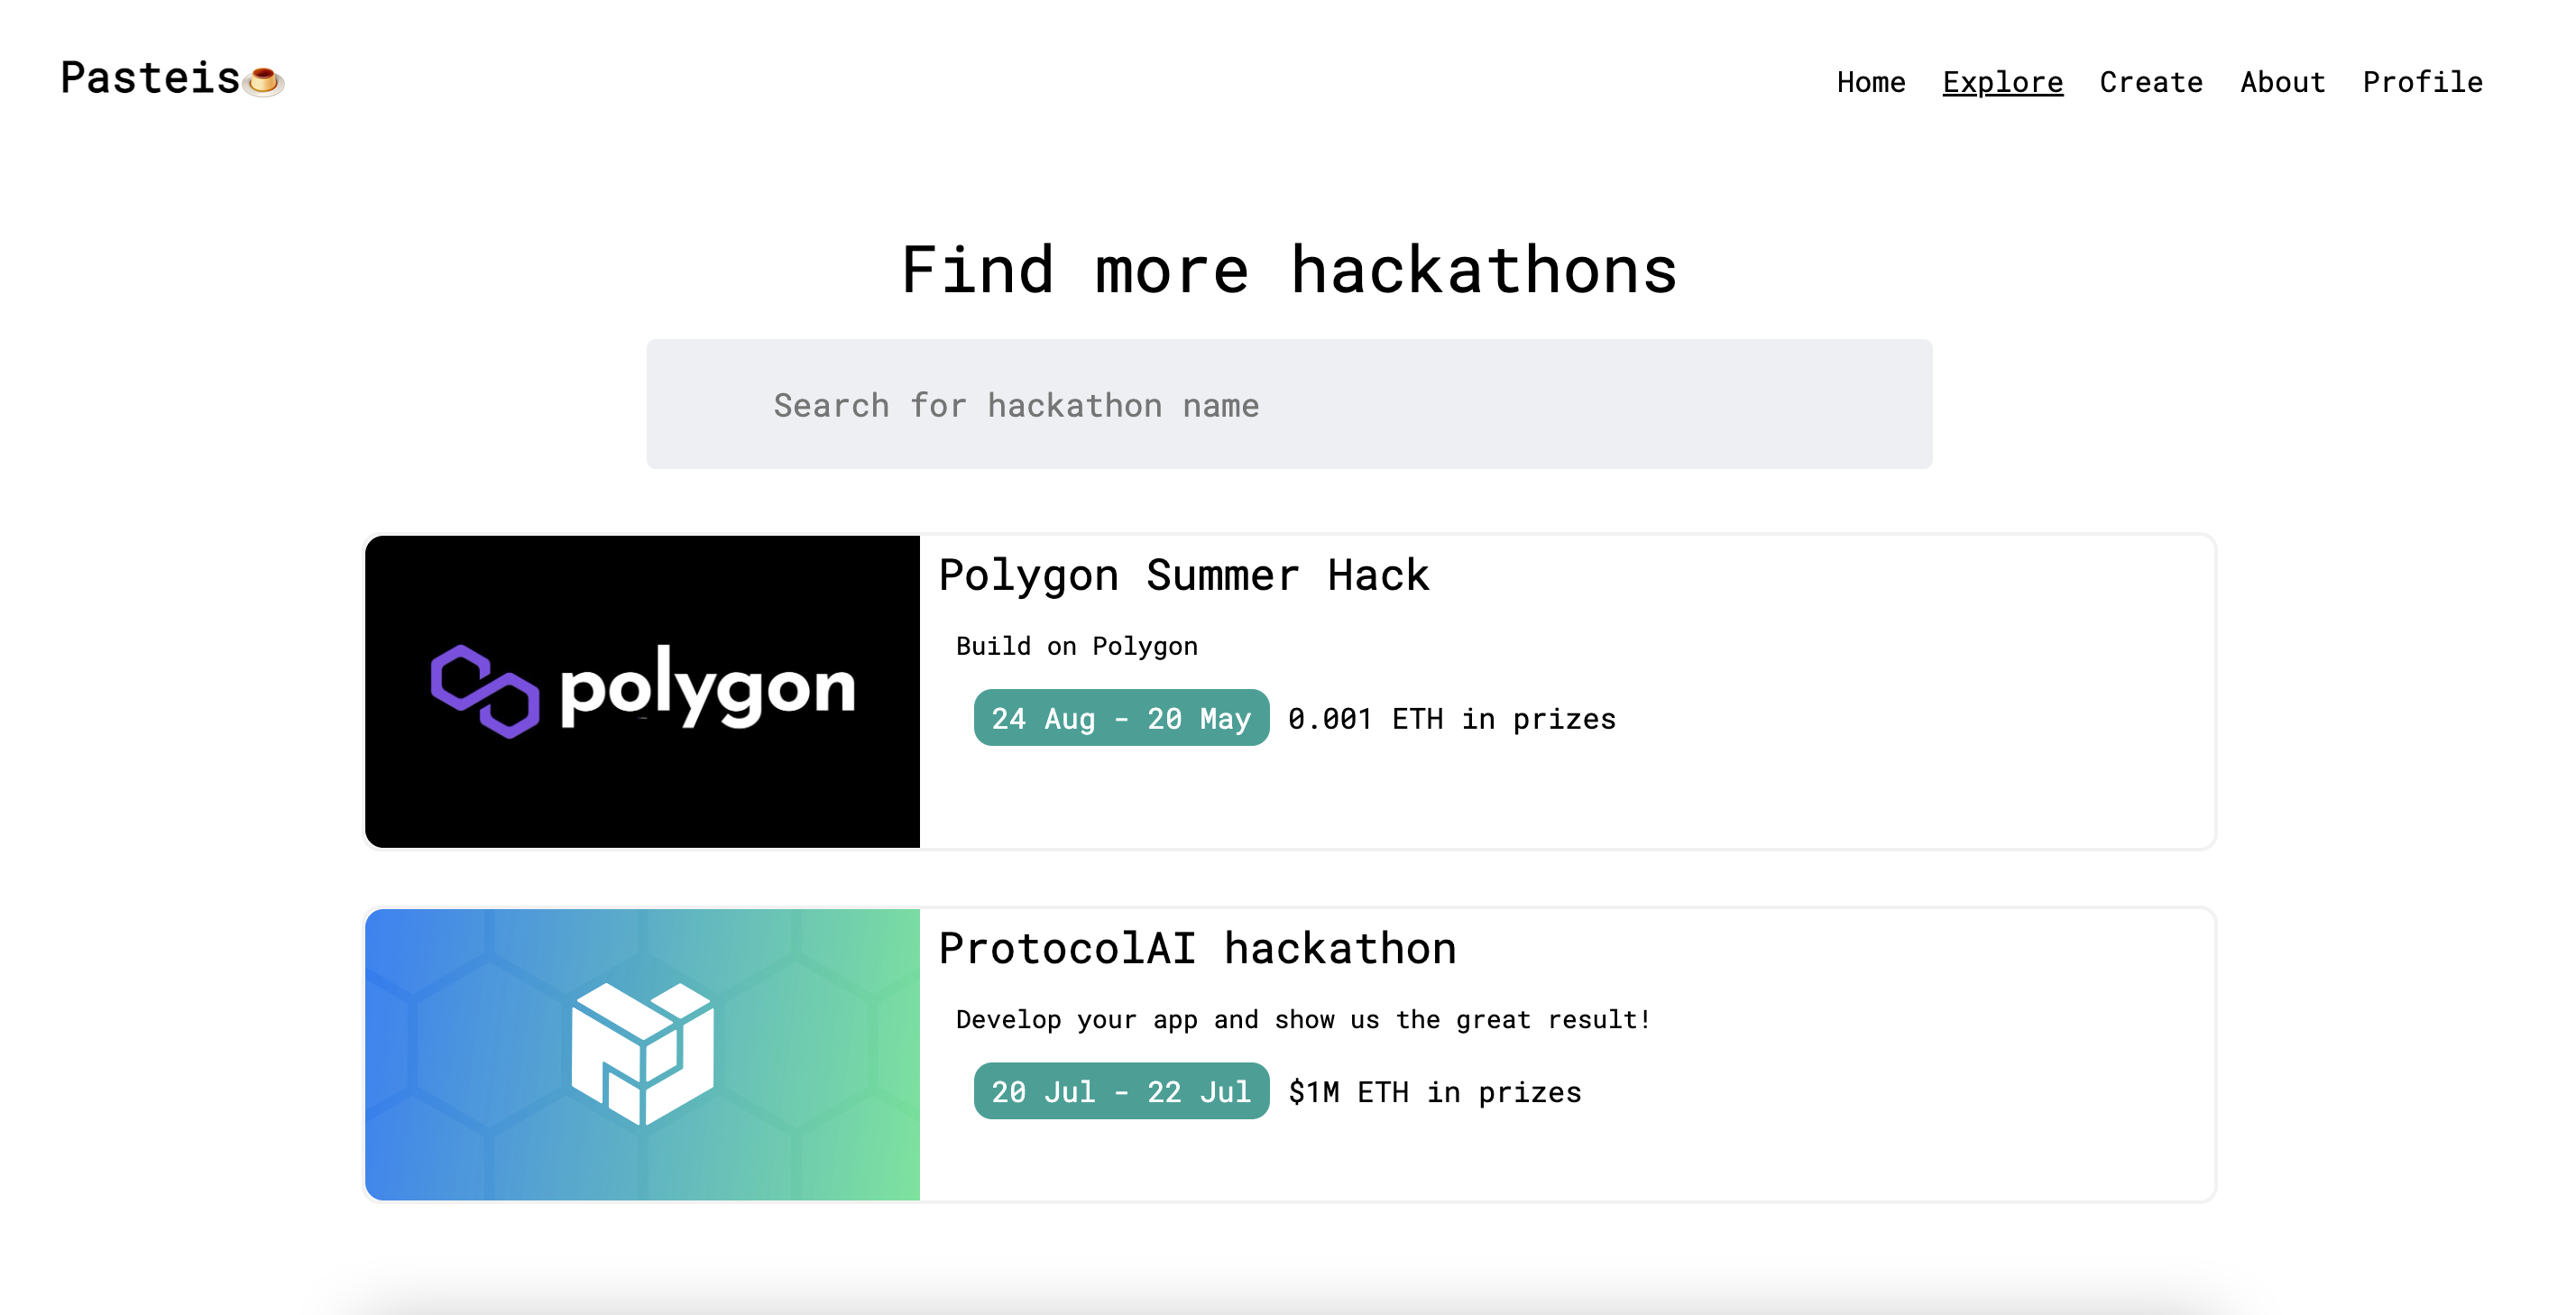 Pasteis🍮
Home Explore Create About Profile
Find more hackathons
Search for hackathon name
polygon
Polygon Summer Hack
Build on Polygon
24 Aug - 20 May 0.001 ETH in prizes
ProtocolAI hackathon
Develop your app and show us the great result!
20 Jul - 22 Jul $1M ETH in prizes